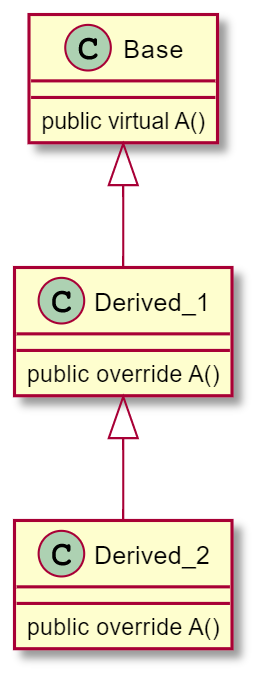 C Base
public virtual A()
C Derived_1
public override A()
C Derived_2
public override A()